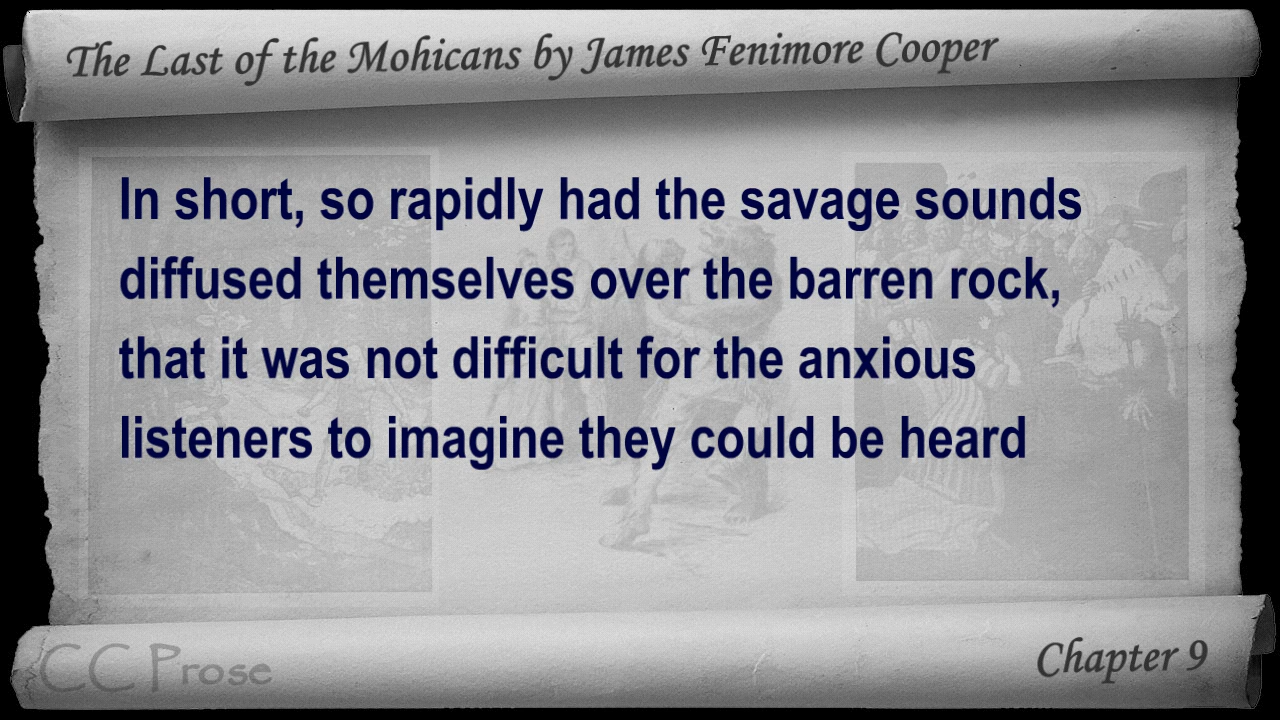 The Last of the Mohicans by James Fenimore Cooper
In short, so rapidly had the savage sounds
diffused themselves over the barren rock,
that it was not difficult for the anxious
listeners to imagine they could be heard
CC Prose
Chapter 9